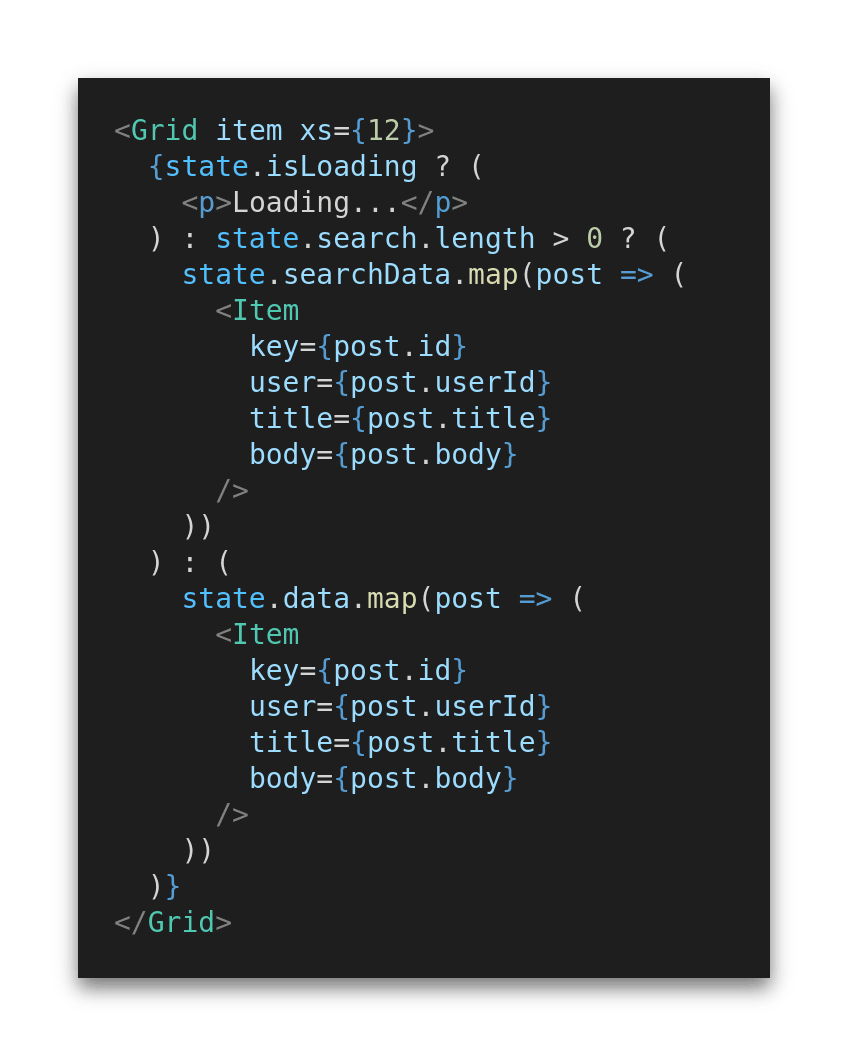 <Grid item xs={12}>
  {state.isLoading ? (
    <p>Loading...</p>
  ) : state.search.length > 0 ? (
    state.searchData.map(post => (
      <Item
        key={post.id}
        user={post.userId}
        title={post.title}
        body={post.body}
      />
    ))
  ) : (
    state.data.map(post => (
      <Item
        key={post.id}
        user={post.userId}
        title={post.title}
        body={post.body}
      />
    ))
  )}
</Grid>